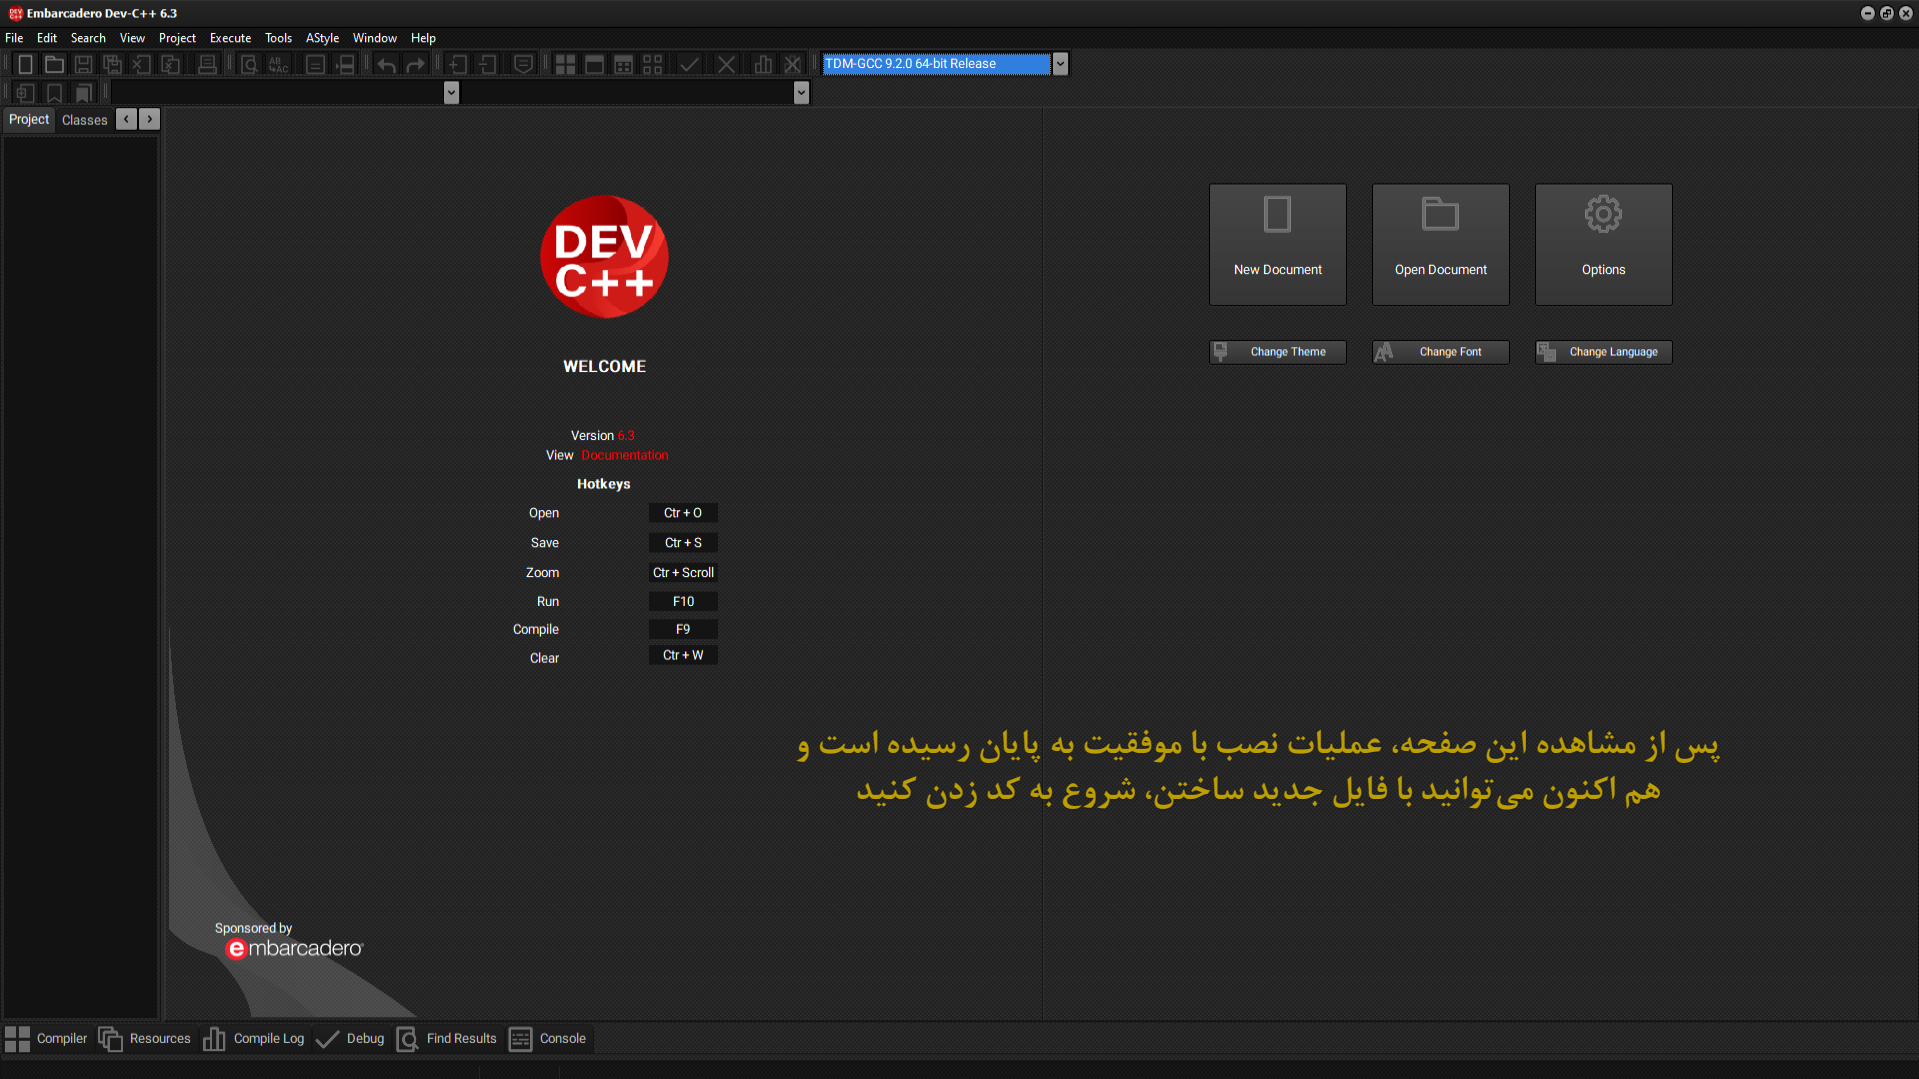 Embarcadero Dev-C++ 6.3
File Edit Search View Project Execute Tools AStyle Window Help
TDM-GCC 9.2.0 64-bit Release
Project Classes
DEV
C++
WELCOME
Version 6.3
View Documentation
Hotkeys
Open Ctr + O
Save Ctr + S
Zoom Ctr + Scroll
Run F10
Compile F9
Clear Ctr + W
New Document Open Document Options
Change Theme Change Font Change Language
پس از مشاهده این صفحه، عملیات نصب با موفقیت به پایان رسیده است و
هم اکنون می‌توانید با فایل جدید ساختن، شروع به کد زدن کنید
Sponsored by
embarcadero
Compiler Resources Compile Log Debug Find Results Console